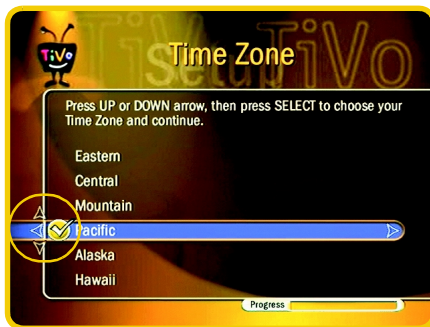 TiVo
Time Zone
Press UP or DOWN arrow, then press SELECT to choose your
Time Zone and continue.
Eastern
Central
Mountain
Pacific
Alaska
Hawaii
Progress